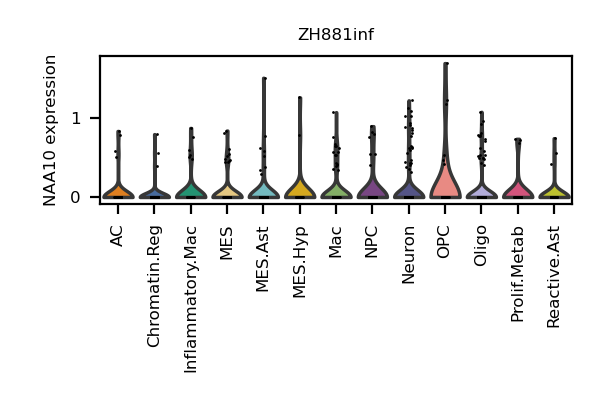 ZH881inf
NAA10 expression
1
0
AC
Chromatin.Reg
Inflammatory.Mac
MES
MES.Ast
MES.Hyp
Mac
NPC
Neuron
OPC
Oligo
Prolif.Metab
Reactive.Ast